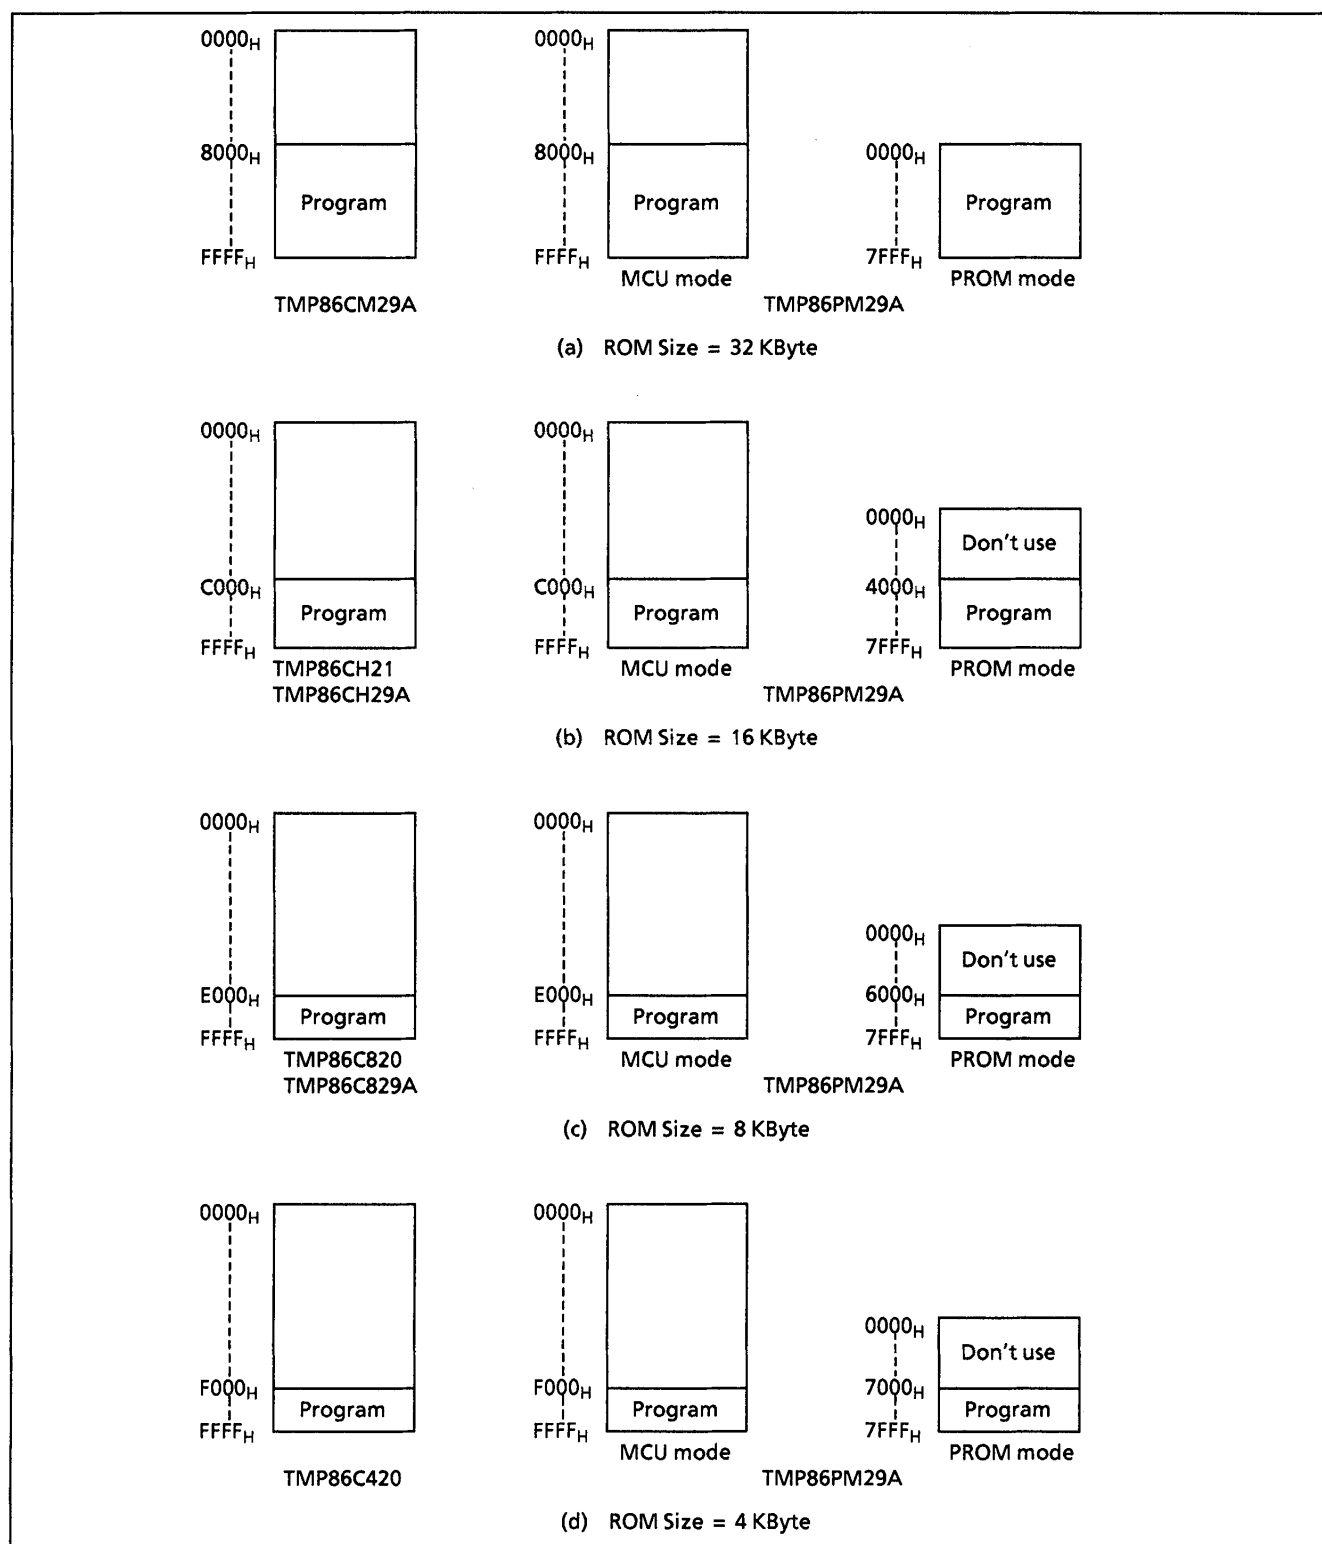 0000H 0000H
8000H 8000H 0000H
Program Program Program
FFFFH FFFFH 7FFFH
MCU mode PROM mode
TMP86CM29A TMP86PM29A
(a) ROM Size = 32 KByte
0000H 0000H
0000H
Don't use
C000H C000H 4000H
Program Program Program
FFFFH FFFFH 7FFFH
TMP86CH21 MCU mode PROM mode
TMP86CH29A TMP86PM29A
(b) ROM Size = 16 KByte
0000H 0000H
0000H
Don't use
E000H E000H 6000H
Program Program Program
FFFFH FFFFH 7FFFH
TMP86C820 MCU mode PROM mode
TMP86C829A TMP86PM29A
(c) ROM Size = 8 KByte
0000H 0000H
0000H
Don't use
F000H F000H 7000H
Program Program Program
FFFFH FFFFH 7FFFH
MCU mode PROM mode
TMP86C420 TMP86PM29A
(d) ROM Size = 4 KByte